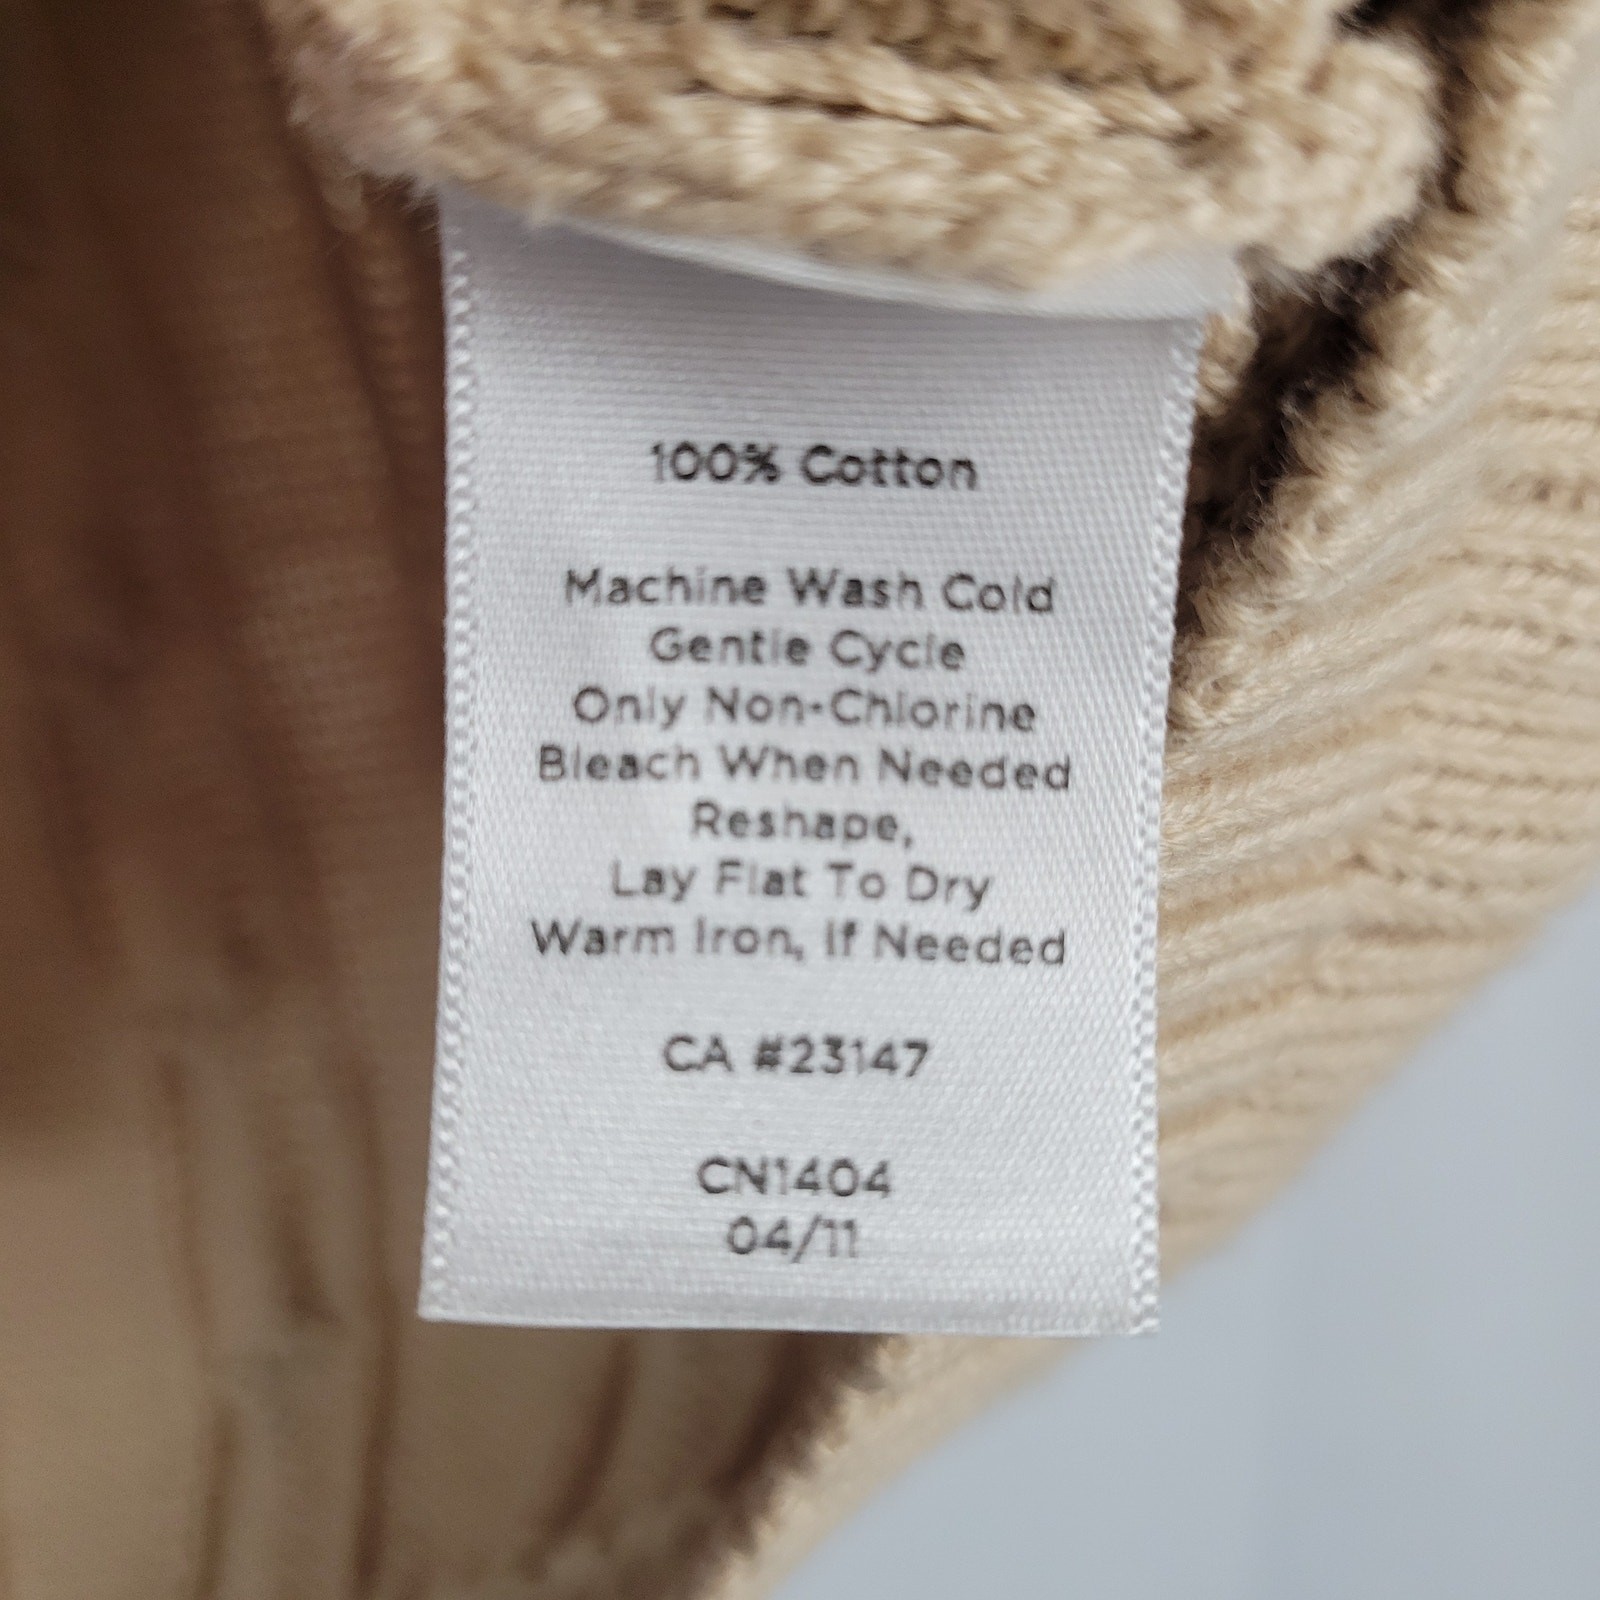 100% Cotton
Machine Wash Cold
Gentle Cycle
Only Non-Chlorine
Bleach When Needed
Reshape,
Lay Flat To Dry
Warm Iron, If Needed
CA #23147
CN1404
04/11